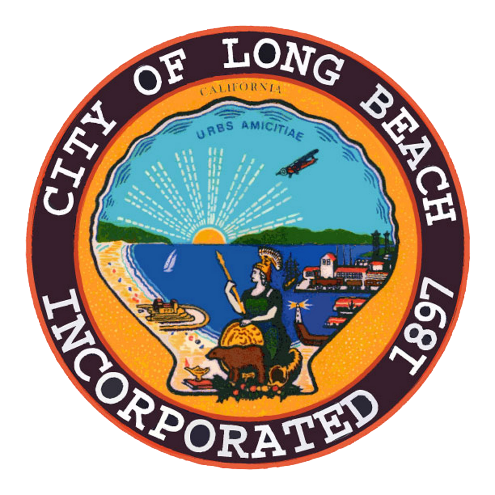 CITY OF LONG BEACH
CALIFORNIA
URBS AMICITIAE
INCORPORATED 1897